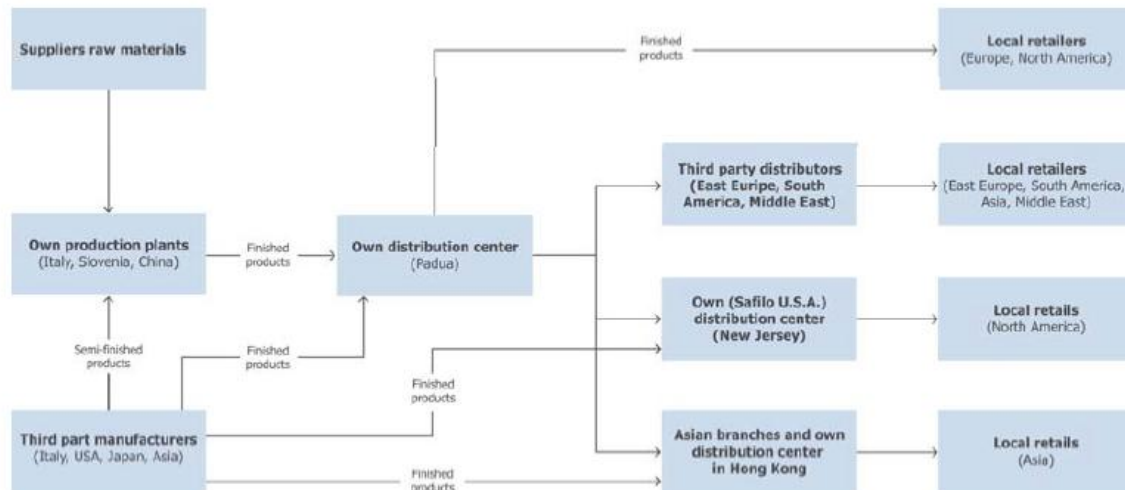 Suppliers raw materials
Finished
products
Local retailers
(Europe, North America)
Third party distributors
(East Euripe, South
America, Middle East)
Local retailers
(East Europe, South America,
Asia, Middle East)
Own production plants
(Italy, Slovenia, China)
Finished
products
Own distribution center
(Padua)
Own (Safilo U.S.A.)
distribution center
(New Jersey)
Local retails
(North America)
Semi-finished
products
Finished
products
Finished
products
Third part manufacturers
(Italy, USA, Japan, Asia)
Asian branches and own
distribution center
in Hong Kong
Local retails
(Asia)
Finished
products